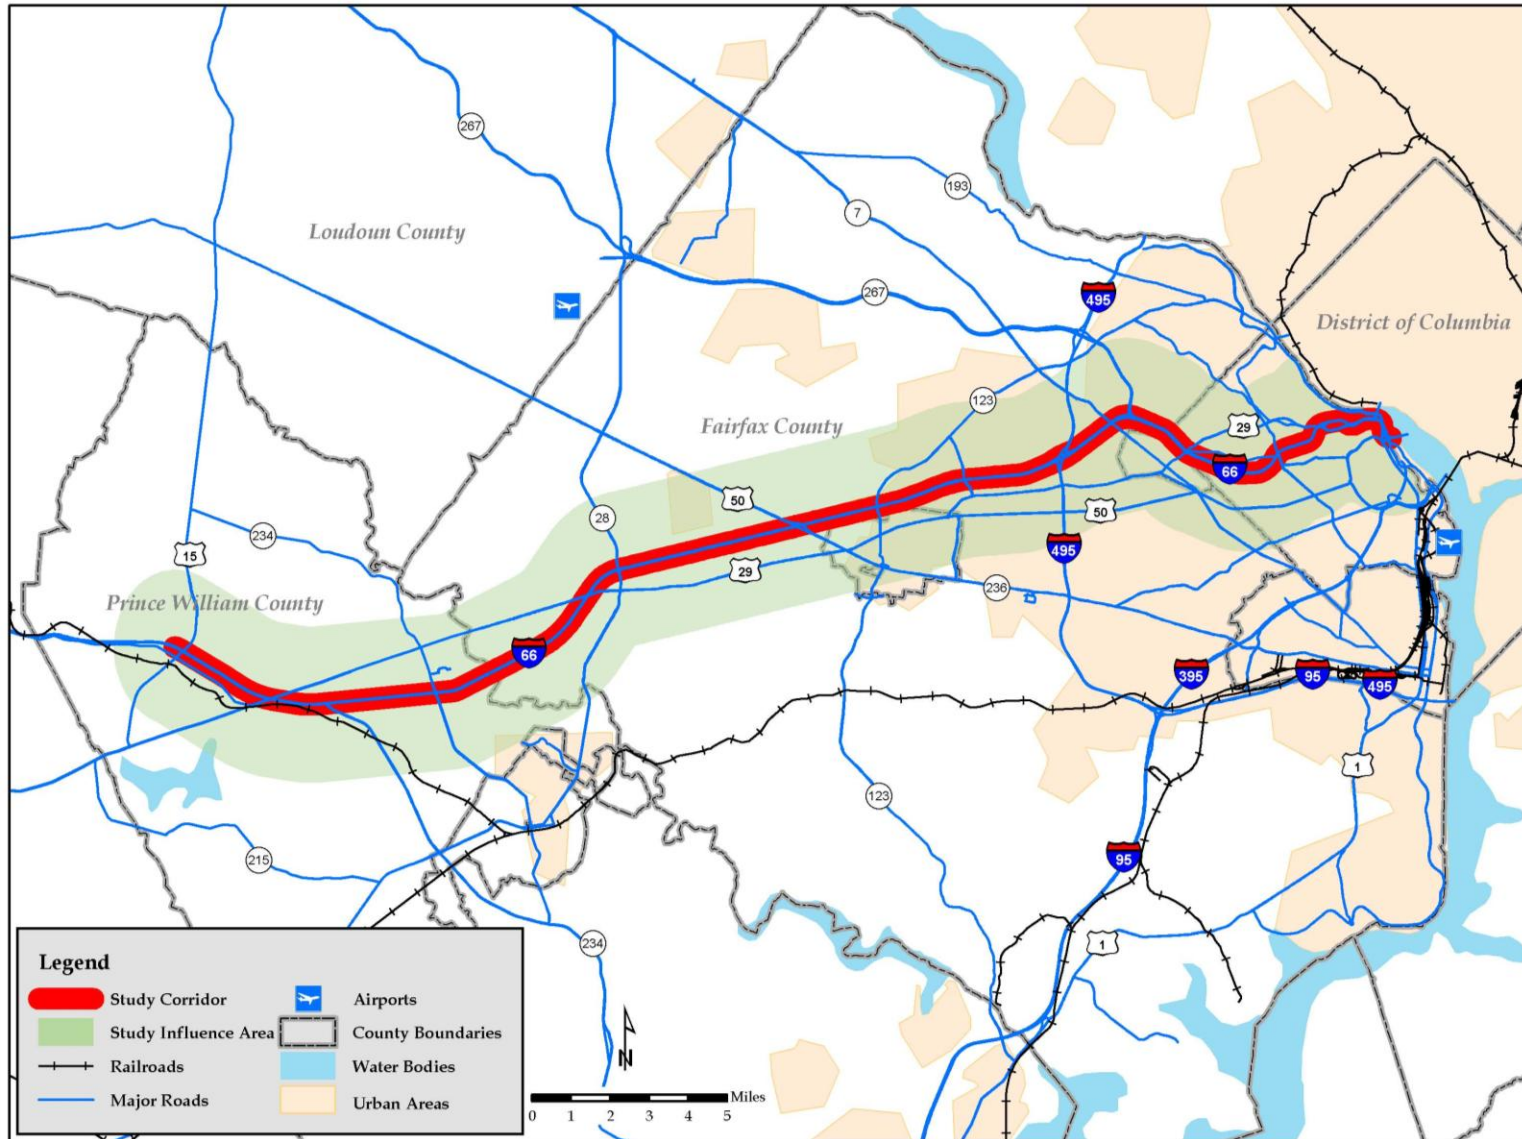 267
193
7
Loudoun County
267
495
District of Columbia
123
Fairfax County
29
66
50
50
28
234
15
495
29
236
Prince William County
66
395
95
495
1
123
95
215
234
1
Legend
Study Corridor
Airports
Study Influence Area
County Boundaries
Railroads
Water Bodies
Major Roads
Urban Areas
N
Miles
0 1 2 3 4 5